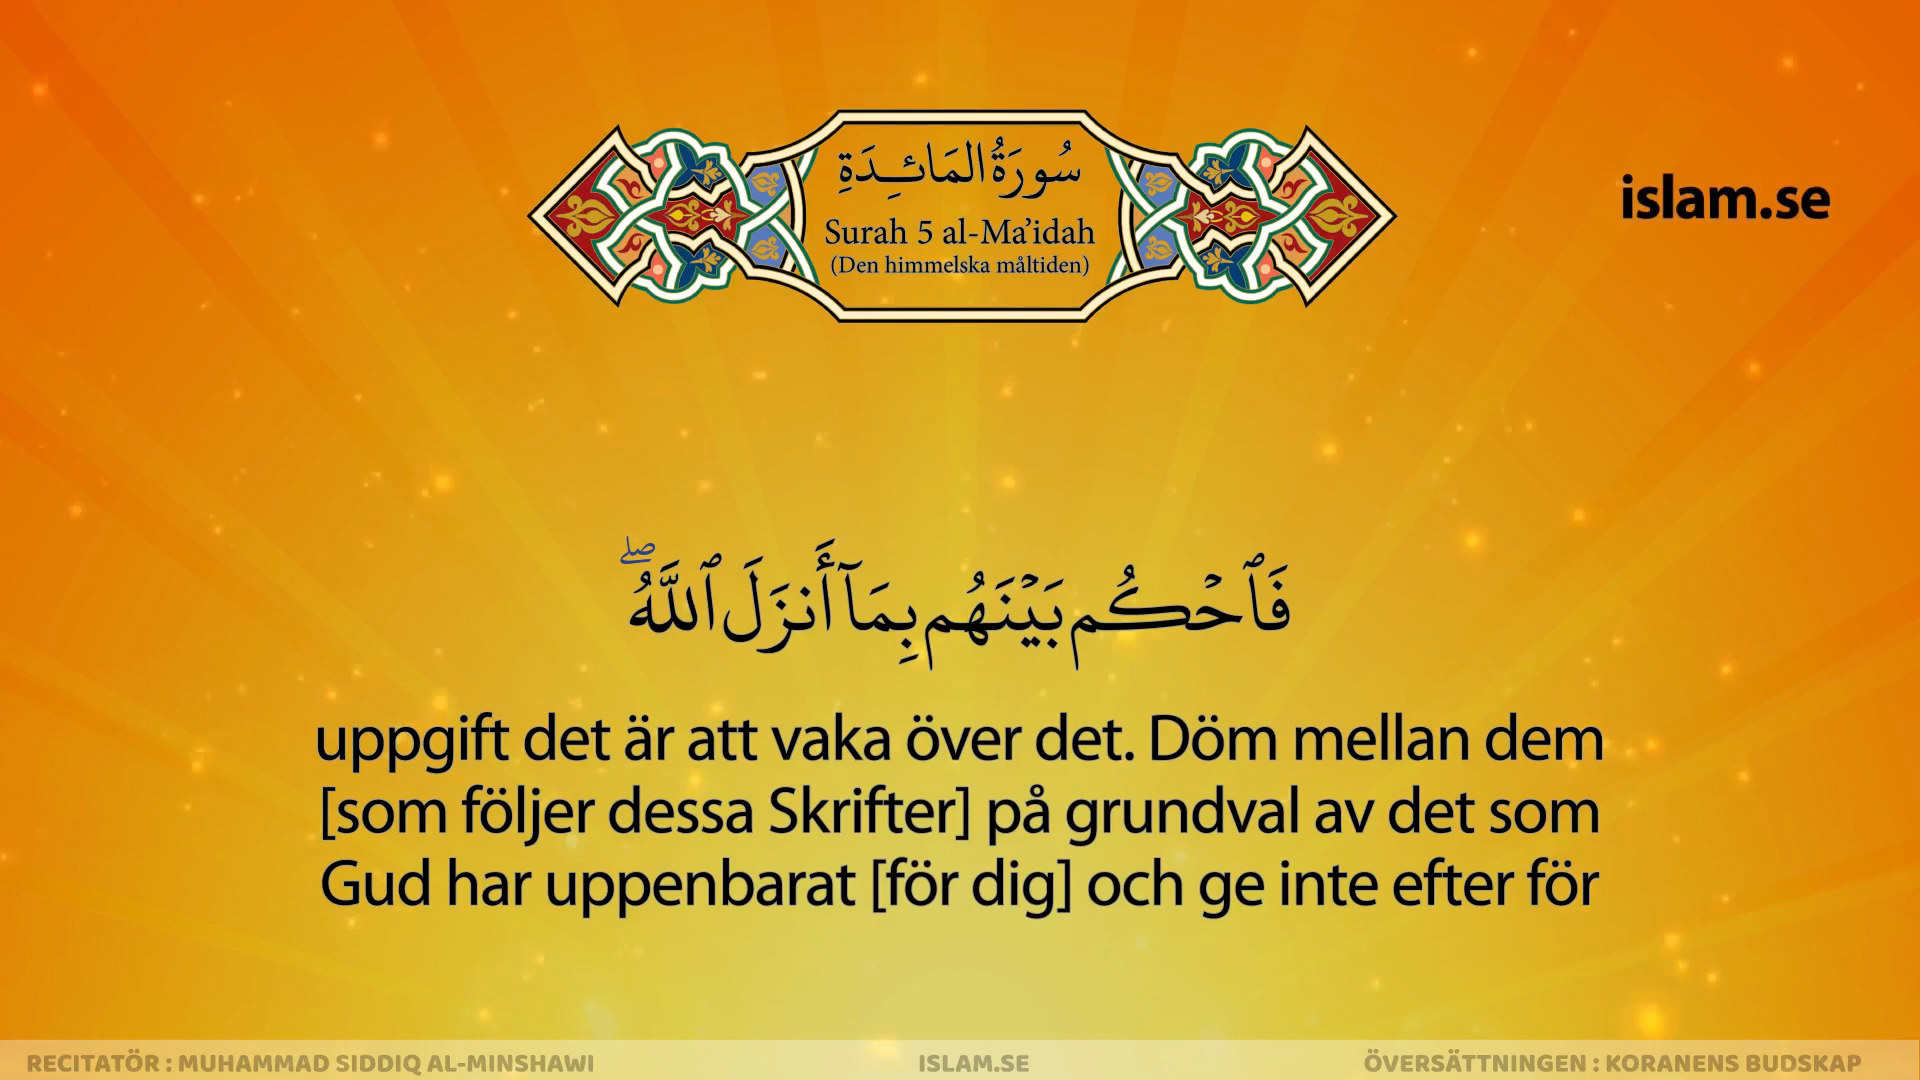 سُورَةُ المَائِدَةِ
Surah 5 al-Ma’idah
(Den himmelska måltiden)
islam.se
فَٱحْكُم بَيْنَهُم بِمَآ أَنزَلَ ٱللَّهُ ۖ
uppgift det är att vaka över det. Döm mellan dem
[som följer dessa Skrifter] på grundval av det som
Gud har uppenbarat [för dig] och ge inte efter för
RECITATÖR : MUHAMMAD SIDDIQ AL-MINSHAWI
ISLAM.SE
ÖVERSÄTTNINGEN : KORANENS BUDSKAP